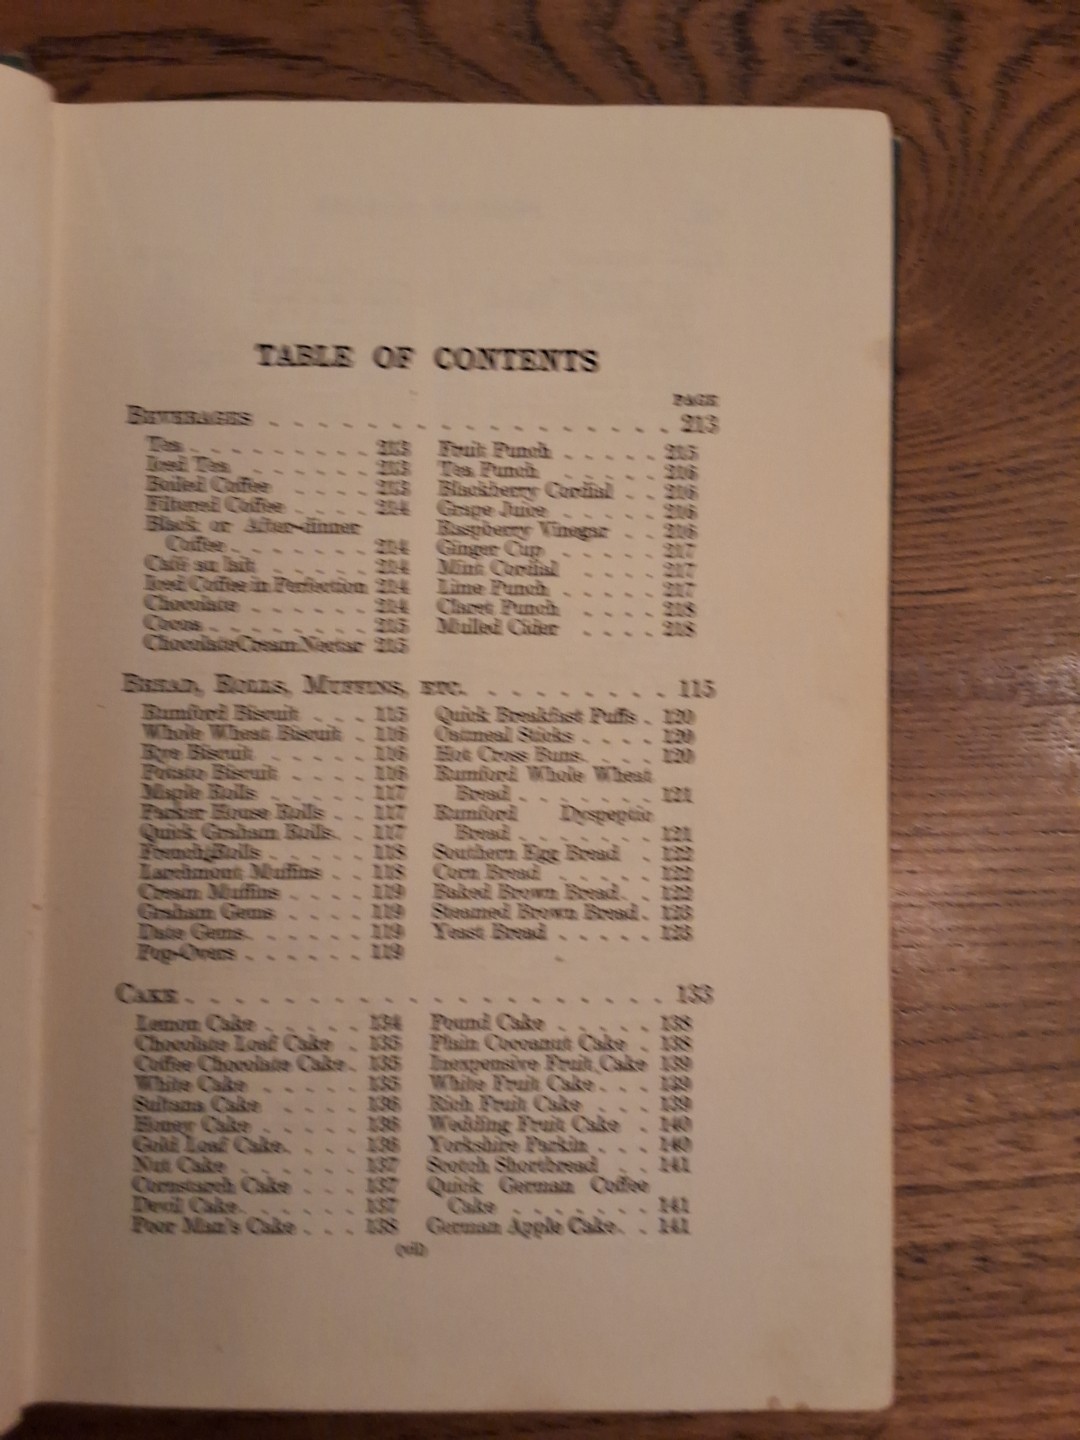 TABLE OF CONTENTS
PAGE
BEVERAGES . . . . . . . . . . . . . . . . . 213
Tea . . . . . . . . . 213
Iced Tea . . . . . . 213
Boiled Coffee . . . . 213
Filtered Coffee . . . . 214
Black or After-dinner
Coffee . . . . . . . 214
Café au lait . . . . . 214
Iced Coffee in Perfection 214
Chocolate . . . . . . 214
Cocoa . . . . . . . . 215
Chocolate Cream Nectar 215
Fruit Punch . . . . . 215
Tea Punch . . . . . 216
Blackberry Cordial . . 216
Grape Juice . . . . . 216
Raspberry Vinegar . . 216
Ginger Cup . . . . . 217
Mint Cordial . . . . 217
Lime Punch . . . . . 217
Claret Punch . . . . 218
Mulled Cider . . . . 218
BREAD, ROLLS, MUFFINS, ETC. . . . . . . . . 115
Rumford Biscuit . . . 115
Whole Wheat Biscuit . 116
Rye Biscuit . . . . . 116
Potato Biscuit . . . . 116
Maple Rolls . . . . . 117
Parker House Rolls . . 117
Quick Graham Rolls. . 117
French Rolls . . . . . 118
Larchmont Muffins . . 118
Cream Muffins . . . . 119
Graham Gems . . . . 119
Date Gems. . . . . . 119
Pop-Overs . . . . . . 119
Quick Breakfast Puffs . 120
Oatmeal Sticks . . . . 120
Hot Cross Buns. . . . 120
Rumford Whole Wheat
Bread . . . . . . . 121
Rumford Dyspeptic
Bread . . . . . . . 121
Southern Egg Bread . 122
Corn Bread . . . . . 122
Baked Brown Bread. . 122
Steamed Brown Bread . 123
Yeast Bread . . . . . 123
CAKE . . . . . . . . . . . . . . . . . . . . 133
Lemon Cake . . . . . 134
Chocolate Loaf Cake . 135
Coffee Chocolate Cake . 135
White Cake . . . . . 135
Sultana Cake . . . . 136
Honey Cake . . . . . 136
Gold Loaf Cake. . . . 136
Nut Cake . . . . . . 137
Cornstarch Cake . . . 137
Devil Cake. . . . . . 137
Poor Man's Cake . . . 138
Pound Cake . . . . . 138
Plain Cocoanut Cake . 138
Inexpensive Fruit Cake 139
White Fruit Cake . . . 139
Rich Fruit Cake . . . 139
Wedding Fruit Cake . 140
Yorkshire Parkin . . . 140
Scotch Shortbread . . 141
Quick German Coffee
Cake . . . . . . . 141
German Apple Cake. . 141
(vii)